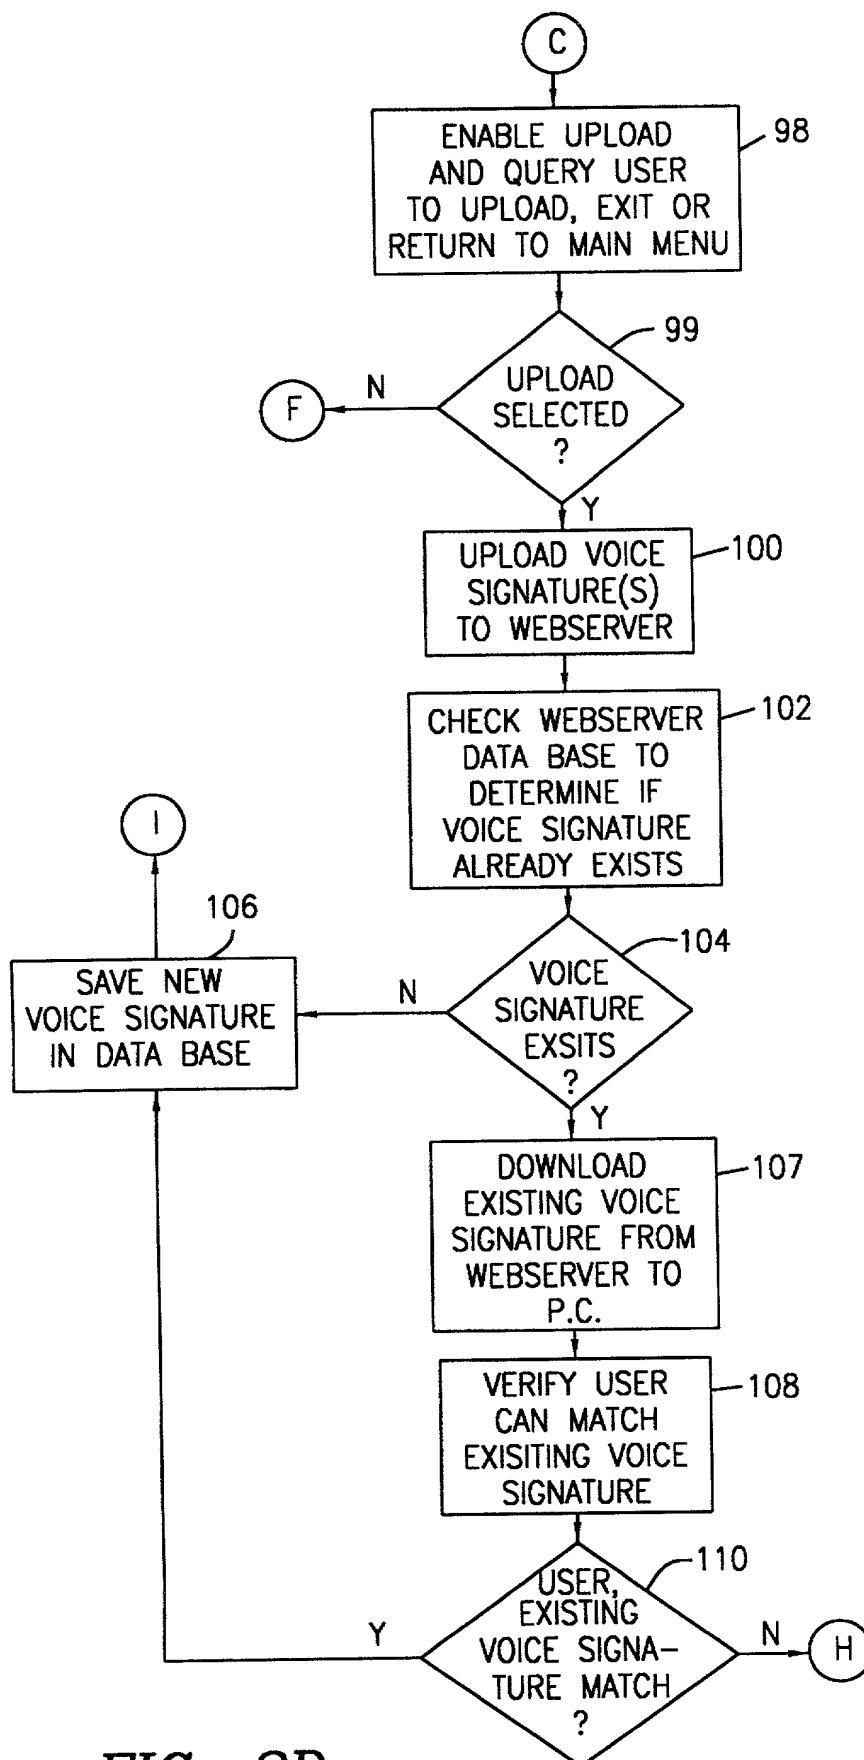 C
ENABLE UPLOAD
AND QUERY USER
TO UPLOAD, EXIT OR
RETURN TO MAIN MENU
98
99
UPLOAD
SELECTED
?
N
F
Y
UPLOAD VOICE
SIGNATURE(S)
TO WEBSERVER
100
CHECK WEBSERVER
DATA BASE TO
DETERMINE IF
VOICE SIGNATURE
ALREADY EXISTS
102
I
106
SAVE NEW
VOICE SIGNATURE
IN DATA BASE
N
104
VOICE
SIGNATURE
EXSITS
?
Y
DOWNLOAD
EXISTING VOICE
SIGNATURE FROM
WEBSERVER TO
P.C.
107
VERIFY USER
CAN MATCH
EXISITING VOICE
SIGNATURE
108
110
USER,
EXISTING
VOICE SIGNA-
TURE MATCH
?
Y
N
H